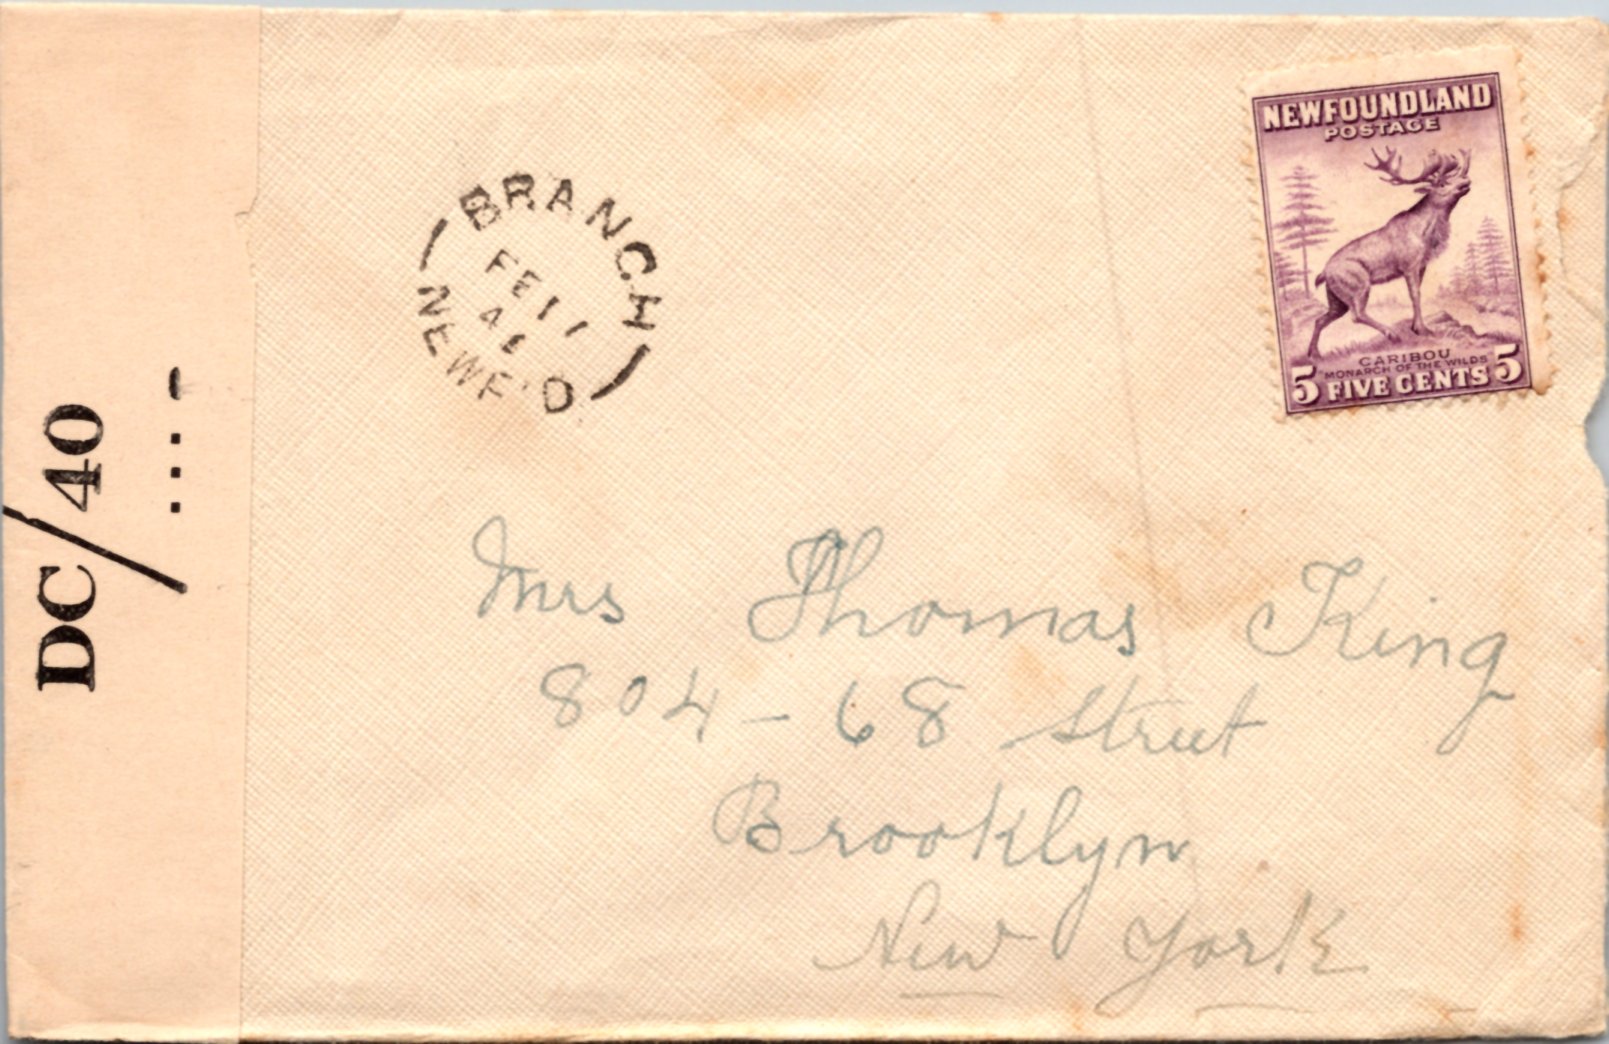 DC/40
BRANCH
FE 11
41
NEWF'D
NEWFOUNDLAND
POSTAGE
CARIBOU
MONARCH OF THE WILDS
5 FIVE CENTS 5
Mrs Thomas King
804 - 68 Street
Brooklyn
New York